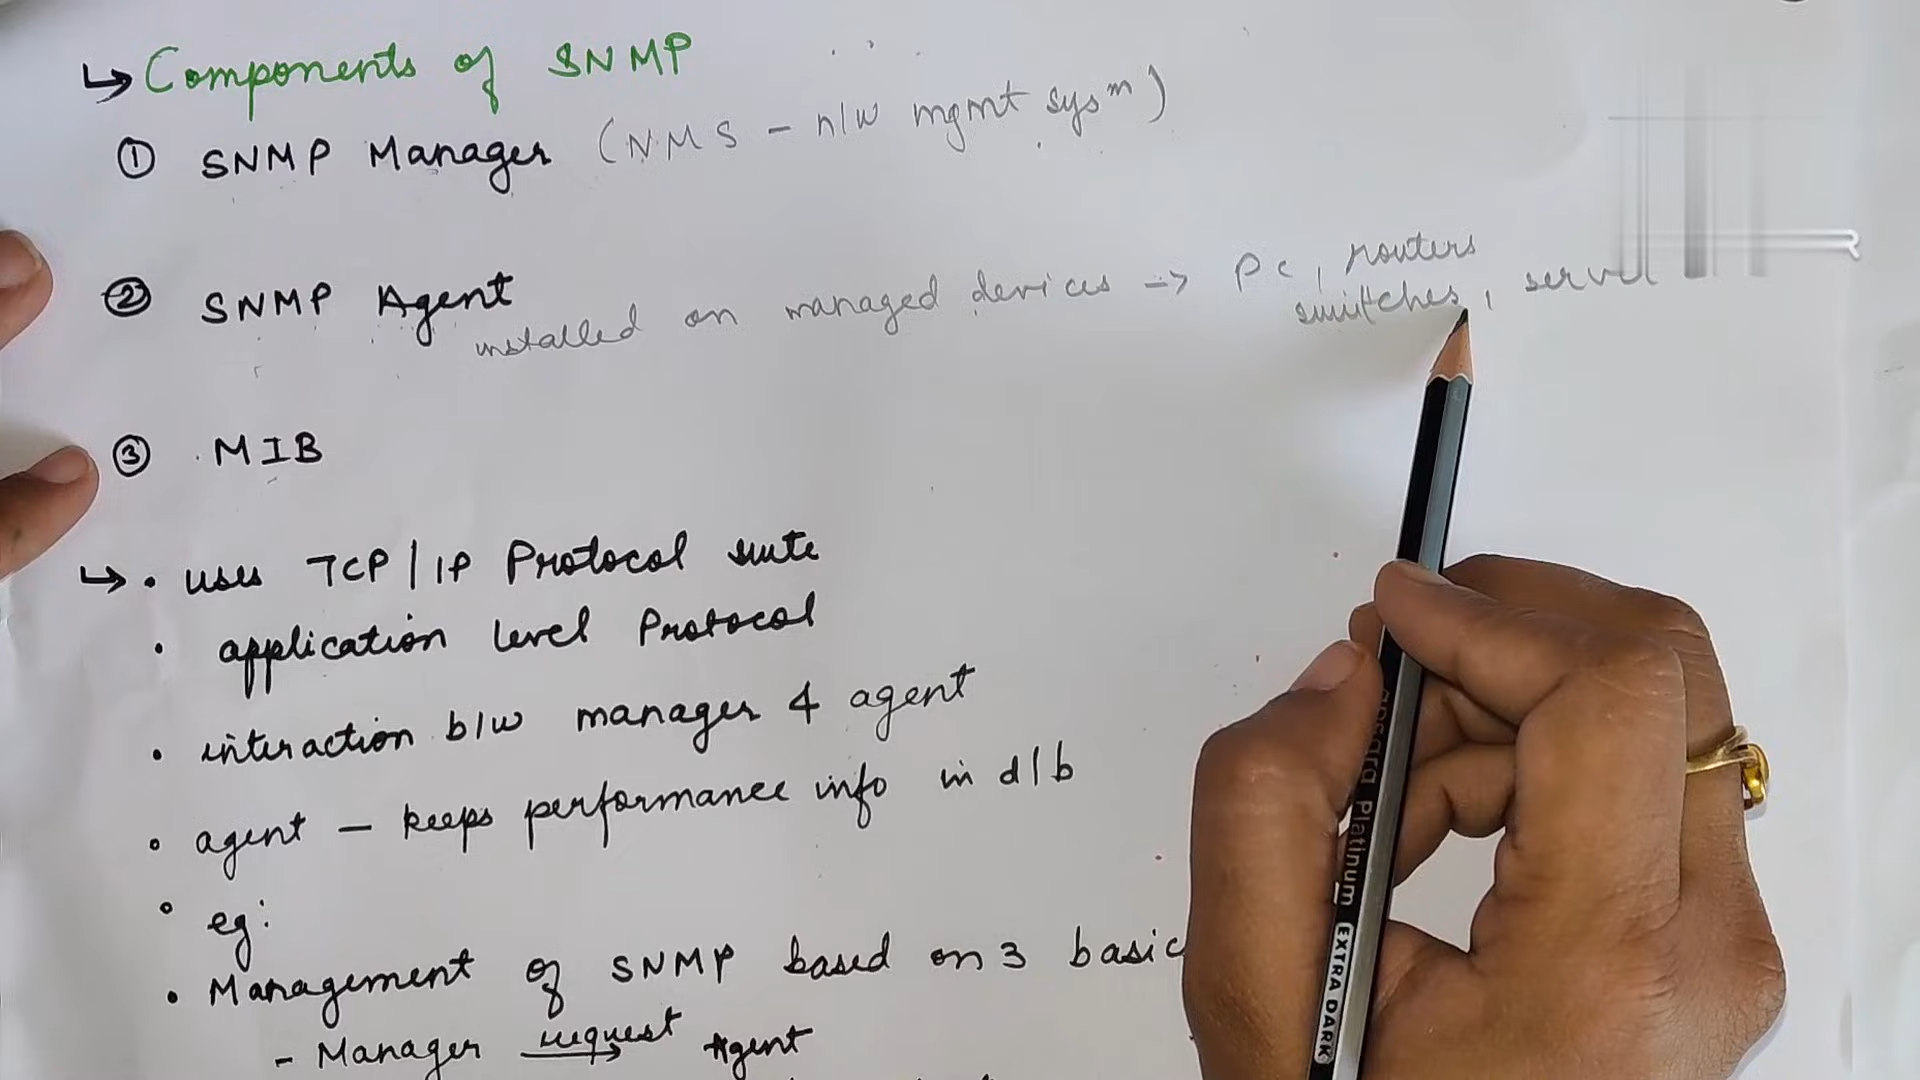 ↳ Components of SNMP
① SNMP Manager (NMS - n/w mgmt sysᵐ)
② SNMP Agent
installed on managed devices -> PC, routers
switches, server
③ MIB
↳ • uses TCP/IP Protocol suite
• application level Protocol
• interaction b/w manager & agent
• agent — keeps performance info in d/b
• eg:
• Management of SNMP based on 3 basic
- Manager request → Agent
apsara Platinum EXTRA DARK
R